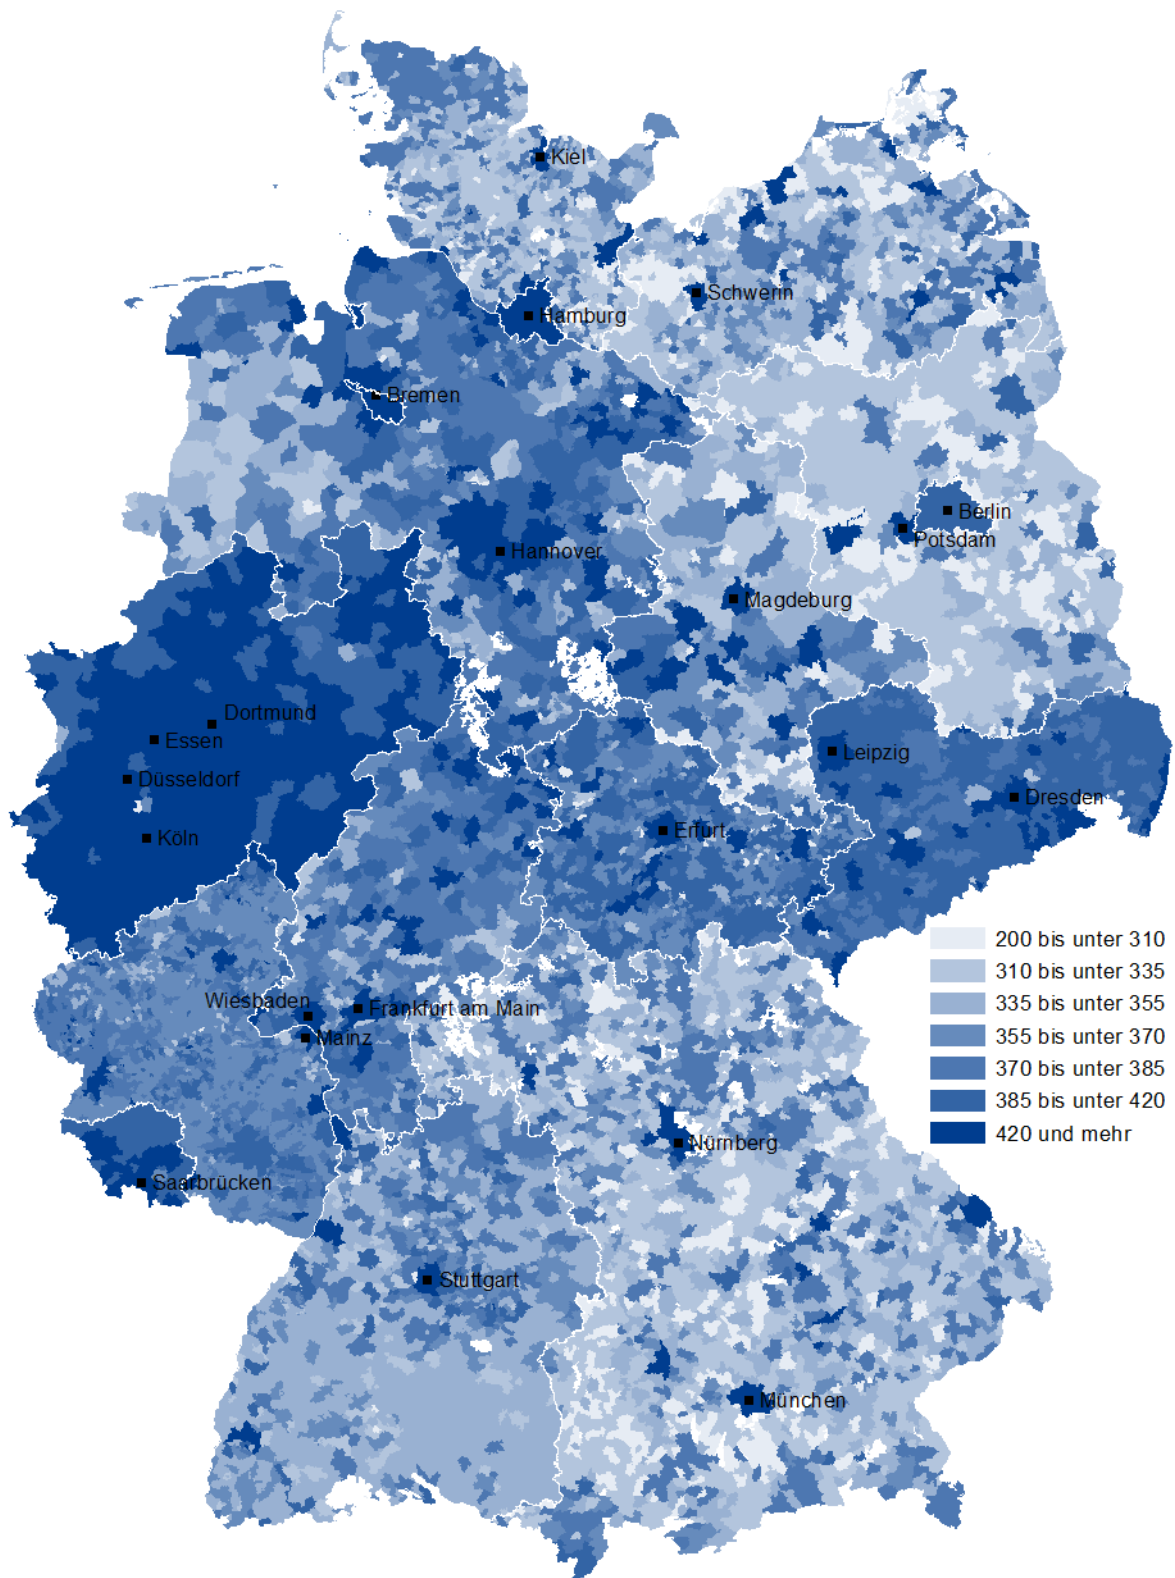 Kiel
Schwerin
Hamburg
Bremen
Berlin
Potsdam
Hannover
Magdeburg
Dortmund
Essen
Düsseldorf
Köln
Leipzig
Dresden
Erfurt
200 bis unter 310
310 bis unter 335
335 bis unter 355
355 bis unter 370
370 bis unter 385
385 bis unter 420
420 und mehr
Wiesbaden
Frankfurt am Main
Mainz
Nürnberg
Saarbrücken
Stuttgart
München